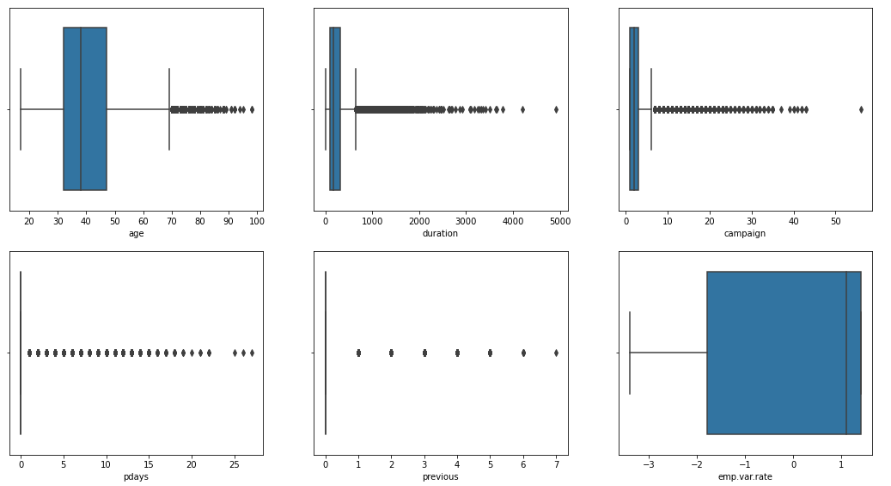 20 30 40 50 60 70 80 90 100
age
0 1000 2000 3000 4000 5000
duration
0 10 20 30 40 50
campaign
0 5 10 15 20 25
pdays
0 1 2 3 4 5 6 7
previous
−3 −2 −1 0 1
emp.var.rate